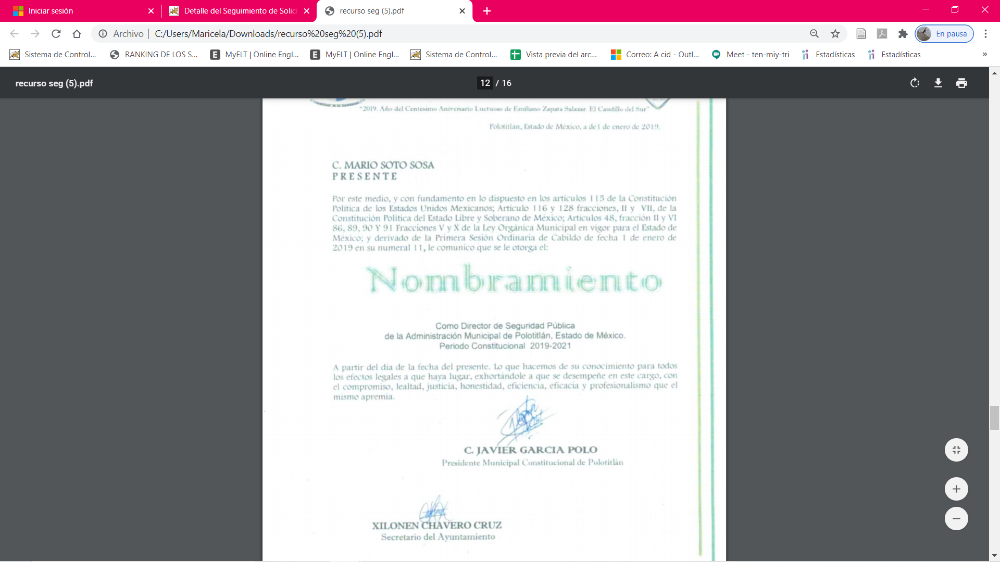 Iniciar sesión
Detalle del Seguimiento de Solici
recurso seg (5).pdf
Archivo
C:/Users/Maricela/Downloads/recurso%20seg%20(5).pdf
En pausa
Sistema de Control...
RANKING DE LOS S...
MyELT | Online Engl...
MyELT | Online Engl...
Sistema de Control...
Vista previa del arc...
Correo: A cid - Outl...
Meet - ten-rniy-tri
Estadísticas
Estadísticas
»
recurso seg (5).pdf
12 / 16
"2019. Año del Centésimo Aniversario Luctuoso de Emiliano Zapata Salazar. El Caudillo del Sur"
Polotitlán, Estado de México, a de1 de enero de 2019.
C. MARIO SOTO SOSA
P R E S E N T E
Por este medio, y con fundamento en lo dispuesto en los artículos 115 de la Constitución
Política de los Estados Unidos Mexicanos; Artículo 116 y 128 fracciones, II y VII, de la
Constitución Política del Estado Libre y Soberano de México; Artículos 48, fracción II y VI
86, 89, 90 Y 91 Fracciones V y X de la Ley Orgánica Municipal en vigor para el Estado de
México; y derivado de la Primera Sesión Ordinaria de Cabildo de fecha 1 de enero de
2019 en su numeral 11, le comunico que se le otorga el:
Nombramiento
Como Director de Seguridad Pública
de la Administración Municipal de Polotitlán, Estado de México.
Periodo Constitucional 2019-2021
A partir del día de la fecha del presente. Lo que hacemos de su conocimiento para todos
los efectos legales a que haya lugar, exhortándole a que se desempeñe en este cargo, con
el compromiso, lealtad, justicia, honestidad, eficiencia, eficacia y profesionalismo que el
mismo apremia.
C. JAVIER GARCIA POLO
Presidente Municipal Constitucional de Polotitlán
XILONEN CHAVERO CRUZ
Secretario del Ayuntamiento